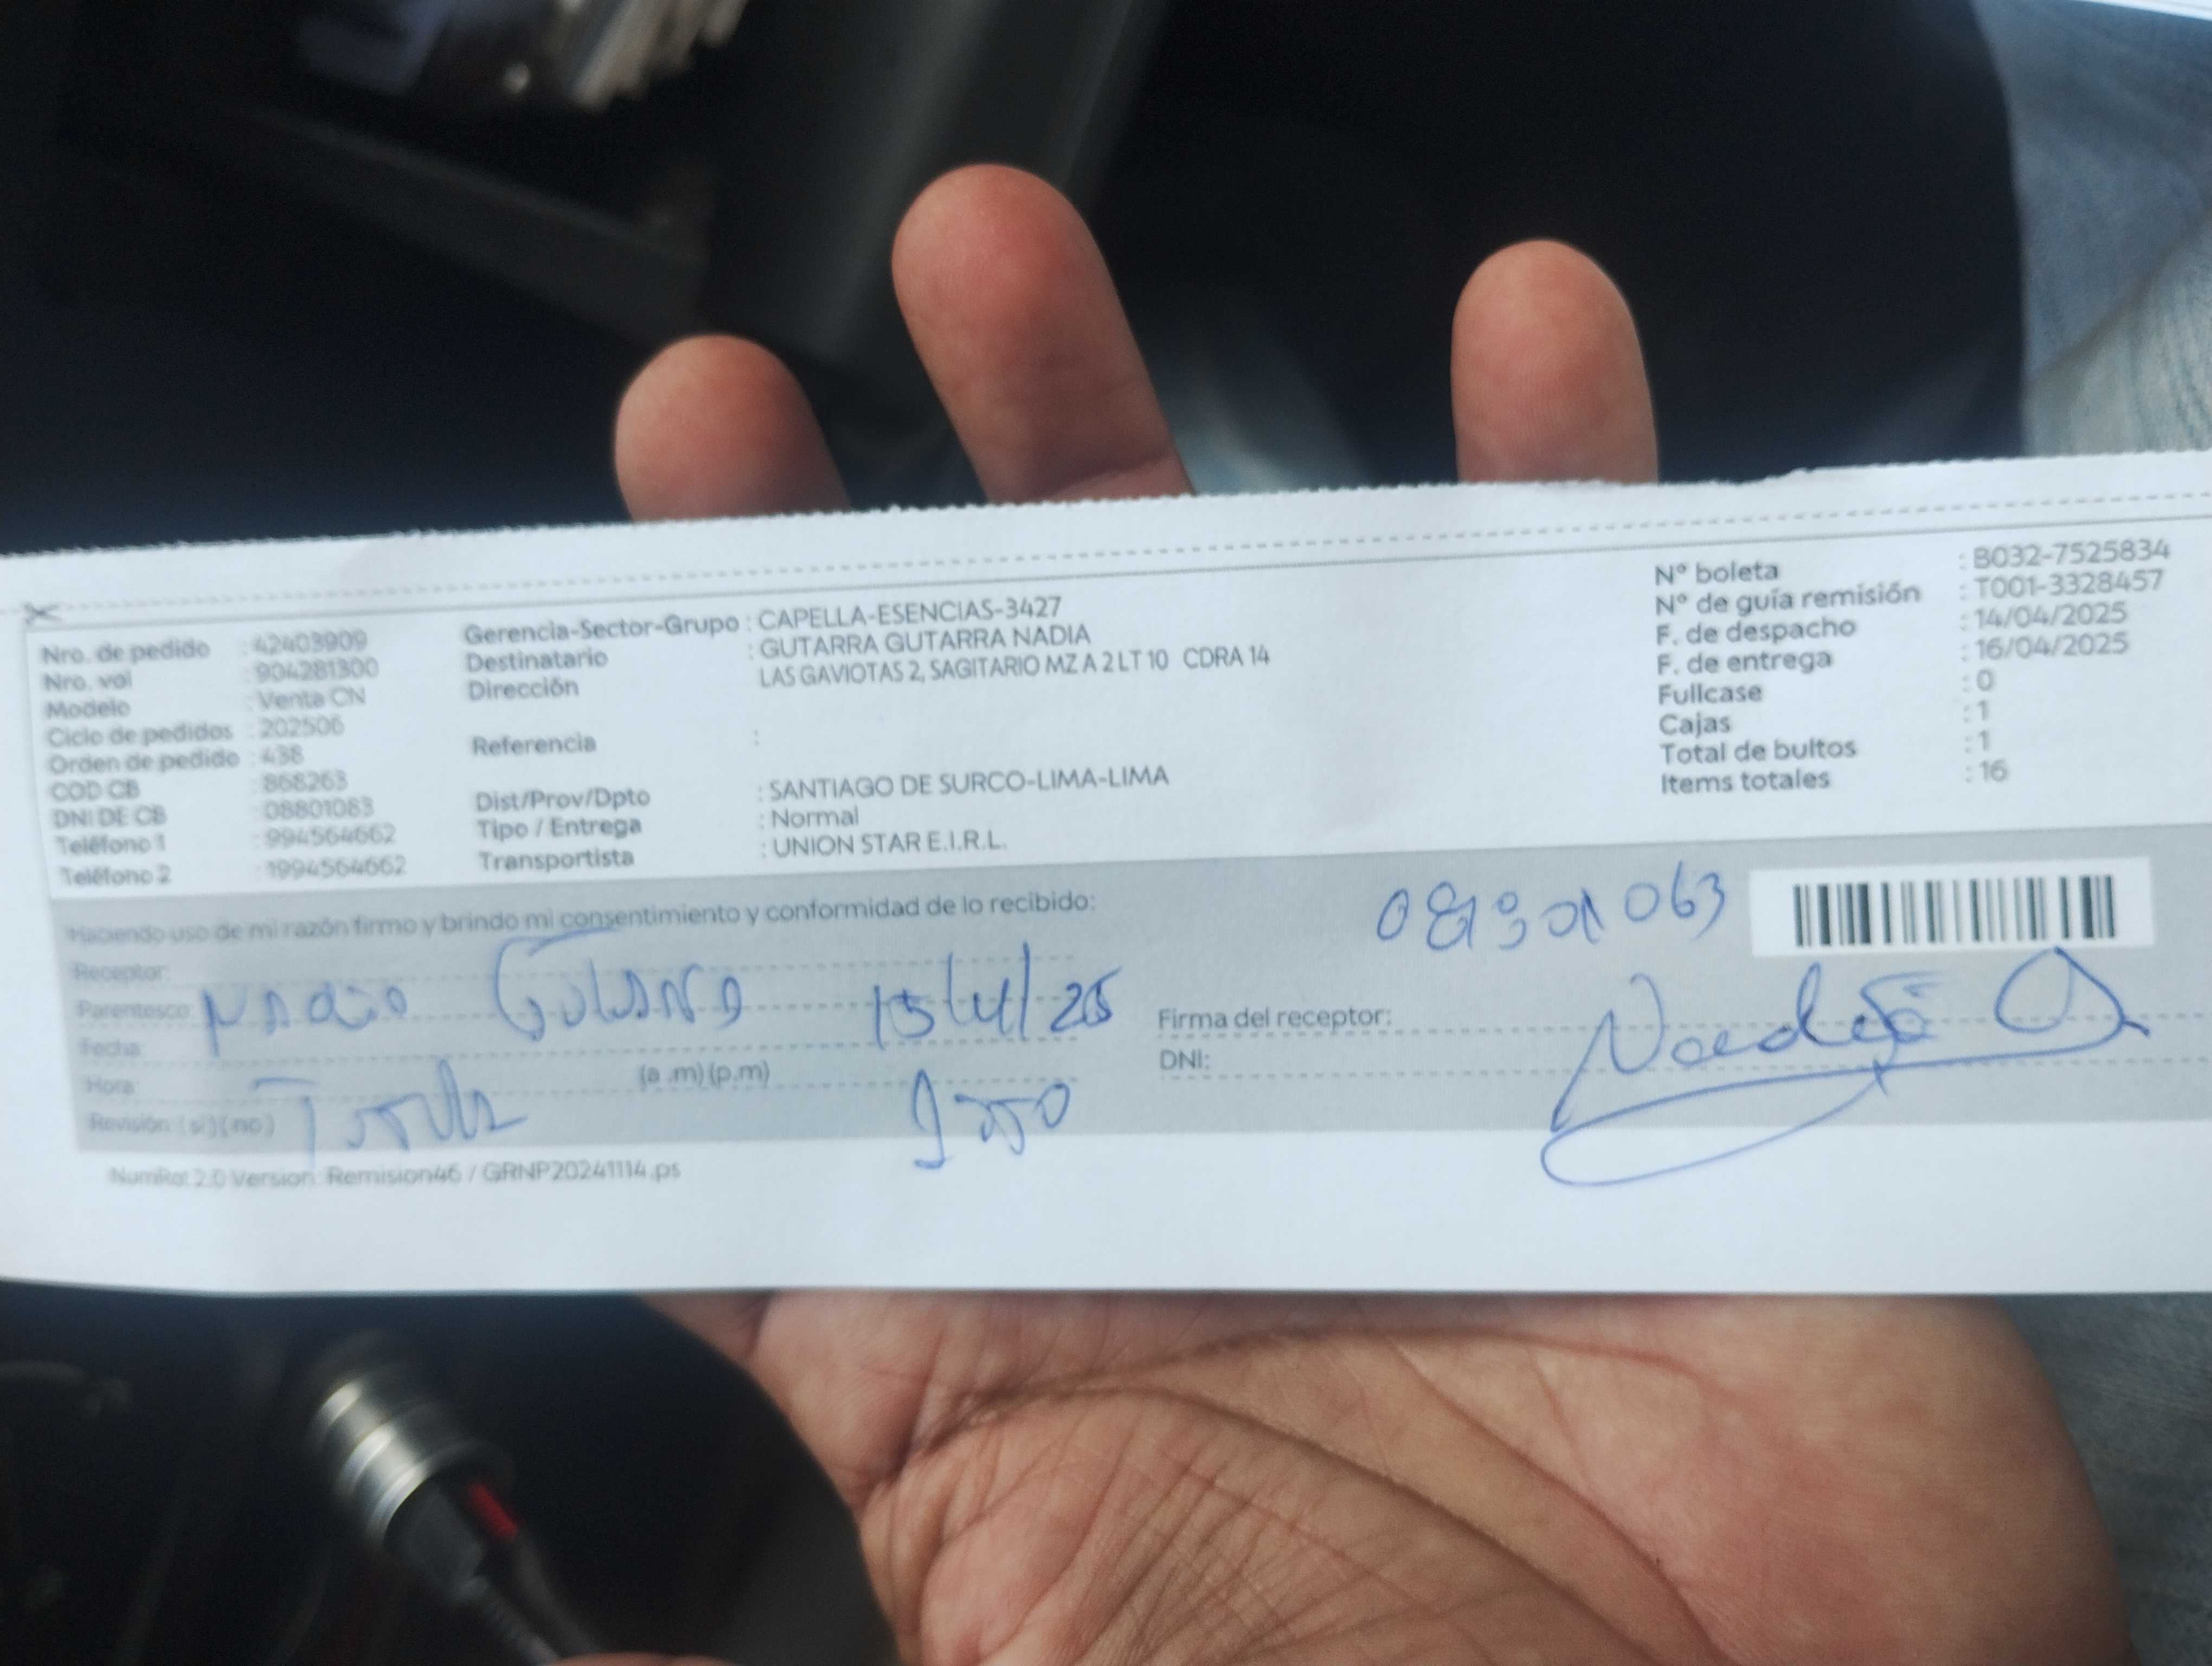 Nro. de pedido : 42403909
Nro. vol : 904281300
Modelo : Venta CN
Ciclo de pedidos : 202506
Orden de pedido : 438
COD CB : 868263
DNI DE CB : 08801083
Teléfono 1 : 994564662
Teléfono 2 : 1994564662
Gerencia-Sector-Grupo : CAPELLA-ESENCIAS-3427
Destinatario : GUTARRA GUTARRA NADIA
Dirección LAS GAVIOTAS 2, SAGITARIO MZ A 2 LT 10 CDRA 14
Referencia :
Dist/Prov/Dpto : SANTIAGO DE SURCO-LIMA-LIMA
Tipo / Entrega : Normal
Transportista : UNION STAR E.I.R.L.
N° boleta : B032-7525834
N° de guía remisión : T001-3328457
F. de despacho : 14/04/2025
F. de entrega : 16/04/2025
Fullcase : 0
Cajas : 1
Total de bultos : 1
Items totales : 16
Haciendo uso de mi razón firmo y brindo mi consentimiento y conformidad de lo recibido:
Receptor:
Parentesco:
Fecha 15/4/25
Hora (a .m) (p.m)
Revisión: (si) (no)
Firma del receptor: Nadia
DNI:
NumRot 2.0 Version: Remision46 / GRNP20241114.ps